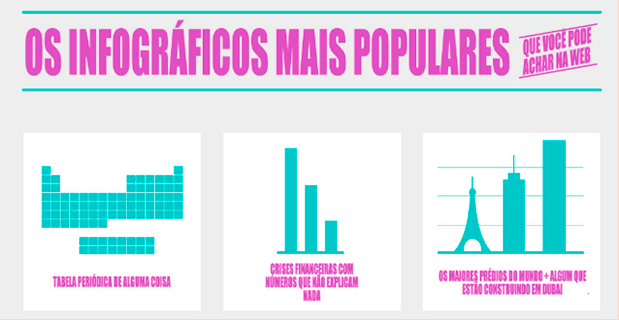 OS INFOGRÁFICOS MAIS POPULARES
QUE VOCÊ PODE
ACHAR NA WEB
TABELA PERIÓDICA DE ALGUMA COISA
CRISES FINANCEIRAS COM
NÚMEROS QUE NÃO EXPLICAM
NADA
OS MAIORES PRÉDIOS DO MUNDO + ALGUM QUE
ESTÃO CONSTRUINDO EM DUBAI